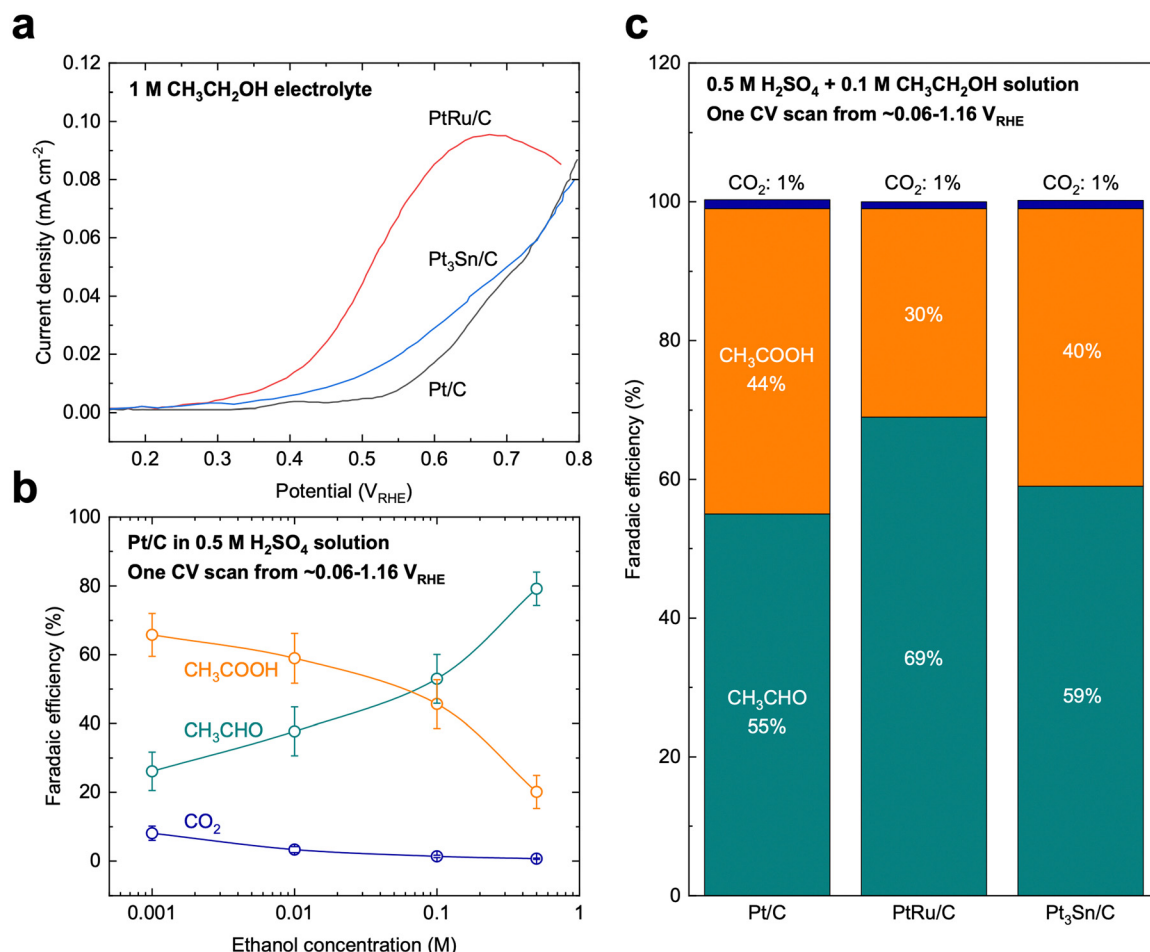 a
0.12
0.10
0.08
0.06
0.04
0.02
0.00
Current density (mA cm⁻²)
1 M CH₃CH₂OH electrolyte
PtRu/C
Pt₃Sn/C
Pt/C
0.2 0.3 0.4 0.5 0.6 0.7 0.8
Potential (V_RHE)
b
100
80
60
40
20
0
Faradaic efficiency (%)
Pt/C in 0.5 M H₂SO₄ solution
One CV scan from ~0.06-1.16 V_RHE
CH₃COOH
CH₃CHO
CO₂
0.001 0.01 0.1 1
Ethanol concentration (M)
c
120
100
80
60
40
20
0
Faradaic efficiency (%)
0.5 M H₂SO₄ + 0.1 M CH₃CH₂OH solution
One CV scan from ~0.06-1.16 V_RHE
CO₂: 1% CO₂: 1% CO₂: 1%
CH₃COOH
44%
30%
40%
CH₃CHO
55%
69%
59%
Pt/C PtRu/C Pt₃Sn/C